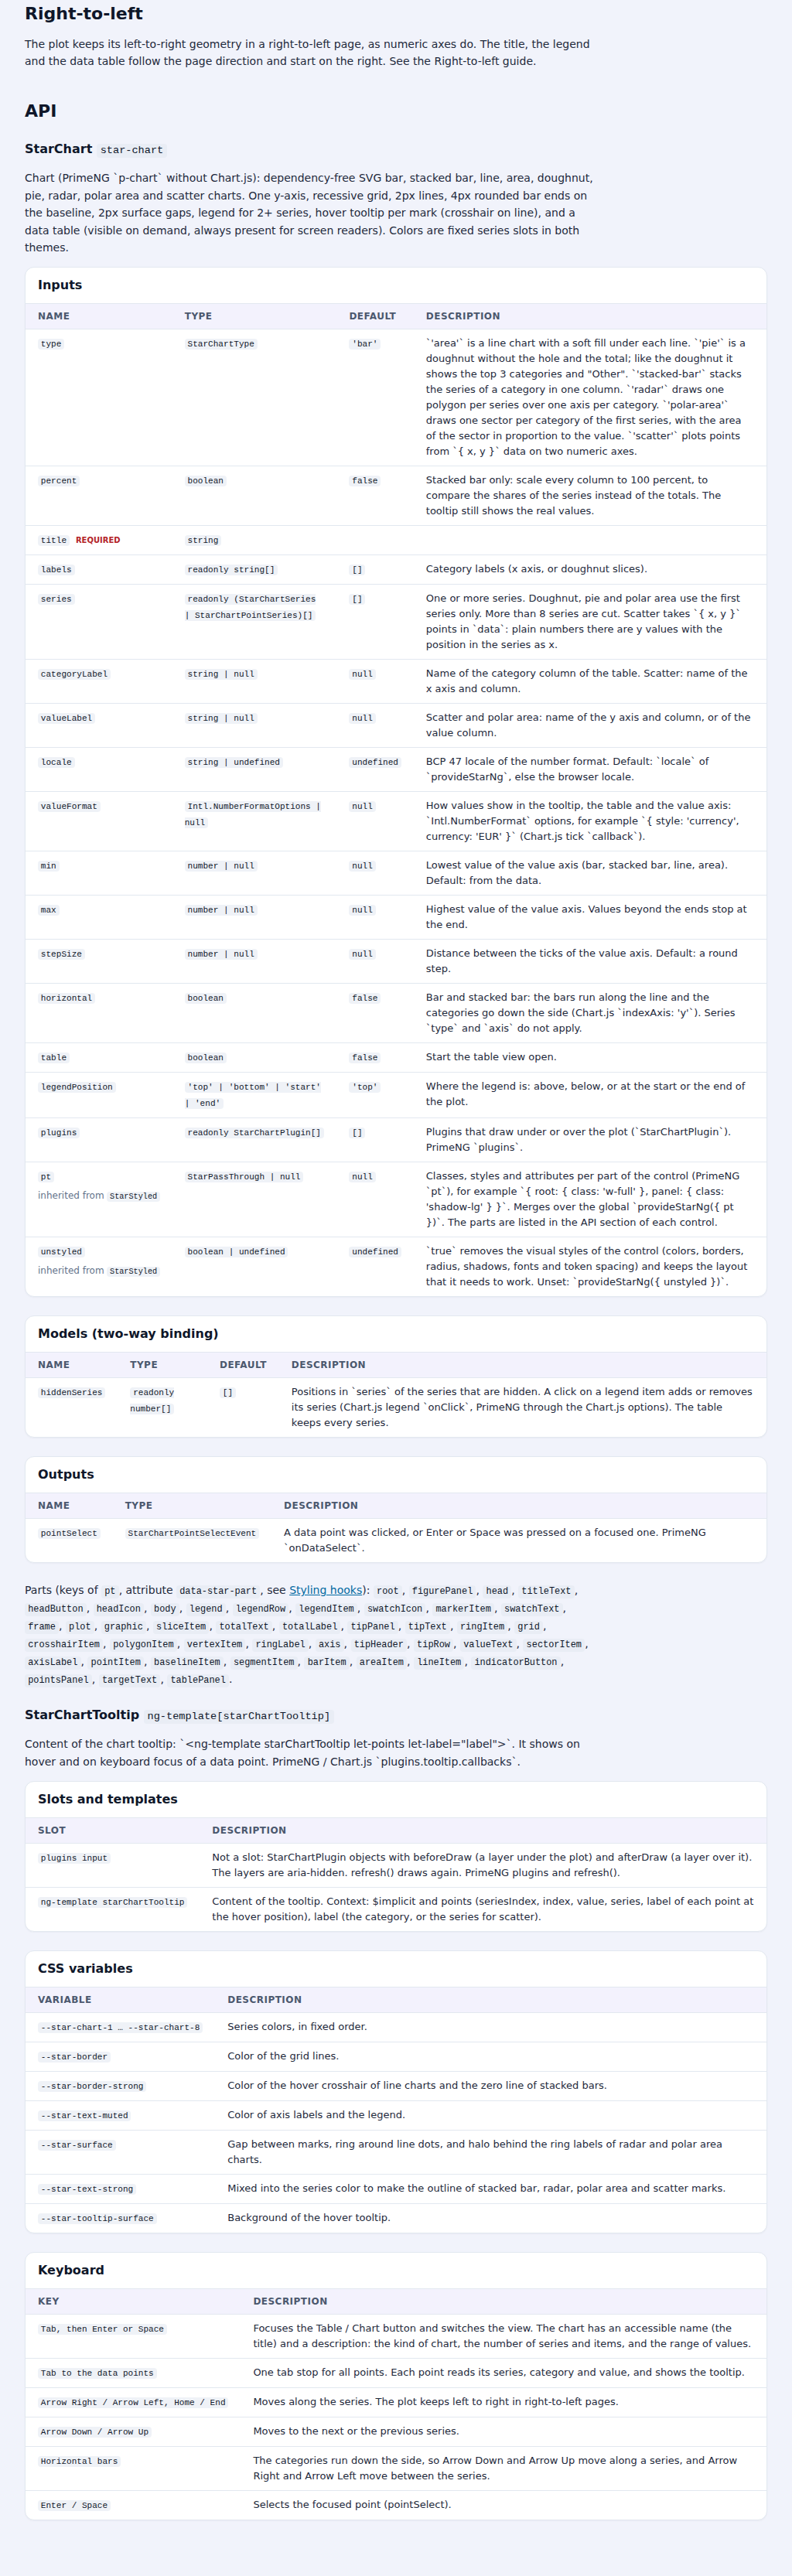 Right-to-left
The plot keeps its left-to-right geometry in a right-to-left page, as numeric axes do. The title, the legend
and the data table follow the page direction and start on the right. See the Right-to-left guide.
API
StarChart star-chart
Chart (PrimeNG `p-chart` without Chart.js): dependency-free SVG bar, stacked bar, line, area, doughnut,
pie, radar, polar area and scatter charts. One y-axis, recessive grid, 2px lines, 4px rounded bar ends on
the baseline, 2px surface gaps, legend for 2+ series, hover tooltip per mark (crosshair on line), and a
data table (visible on demand, always present for screen readers). Colors are fixed series slots in both
themes.
Inputs
NAME TYPE DEFAULT DESCRIPTION
type StarChartType 'bar' `'area'` is a line chart with a soft fill under each line. `'pie'` is a
doughnut without the hole and the total; like the doughnut it
shows the top 3 categories and "Other". `'stacked-bar'` stacks
the series of a category in one column. `'radar'` draws one
polygon per series over one axis per category. `'polar-area'`
draws one sector per category of the first series, with the area
of the sector in proportion to the value. `'scatter'` plots points
from `{ x, y }` data on two numeric axes.
percent boolean false Stacked bar only: scale every column to 100 percent, to
compare the shares of the series instead of the totals. The
tooltip still shows the real values.
title REQUIRED string
labels readonly string[] [] Category labels (x axis, or doughnut slices).
series readonly (StarChartSeries [] One or more series. Doughnut, pie and polar area use the first
| StarChartPointSeries)[] series only. More than 8 series are cut. Scatter takes `{ x, y }`
points in `data`: plain numbers there are y values with the
position in the series as x.
categoryLabel string | null null Name of the category column of the table. Scatter: name of the
x axis and column.
valueLabel string | null null Scatter and polar area: name of the y axis and column, or of the
value column.
locale string | undefined undefined BCP 47 locale of the number format. Default: `locale` of
`provideStarNg`, else the browser locale.
valueFormat Intl.NumberFormatOptions | null How values show in the tooltip, the table and the value axis:
null `Intl.NumberFormat` options, for example `{ style: 'currency',
currency: 'EUR' }` (Chart.js tick `callback`).
min number | null null Lowest value of the value axis (bar, stacked bar, line, area).
Default: from the data.
max number | null null Highest value of the value axis. Values beyond the ends stop at
the end.
stepSize number | null null Distance between the ticks of the value axis. Default: a round
step.
horizontal boolean false Bar and stacked bar: the bars run along the line and the
categories go down the side (Chart.js `indexAxis: 'y'`). Series
`type` and `axis` do not apply.
table boolean false Start the table view open.
legendPosition 'top' | 'bottom' | 'start' 'top' Where the legend is: above, below, or at the start or the end of
| 'end' the plot.
plugins readonly StarChartPlugin[] [] Plugins that draw under or over the plot (`StarChartPlugin`).
PrimeNG `plugins`.
pt StarPassThrough | null null Classes, styles and attributes per part of the control (PrimeNG
inherited from StarStyled `pt`), for example `{ root: { class: 'w-full' }, panel: { class:
'shadow-lg' } }`. Merges over the global `provideStarNg({ pt
})`. The parts are listed in the API section of each control.
unstyled boolean | undefined undefined `true` removes the visual styles of the control (colors, borders,
inherited from StarStyled radius, shadows, fonts and token spacing) and keeps the layout
that it needs to work. Unset: `provideStarNg({ unstyled })`.
Models (two-way binding)
NAME TYPE DEFAULT DESCRIPTION
hiddenSeries readonly [] Positions in `series` of the series that are hidden. A click on a legend item adds or removes
number[] its series (Chart.js legend `onClick`, PrimeNG through the Chart.js options). The table
keeps every series.
Outputs
NAME TYPE DESCRIPTION
pointSelect StarChartPointSelectEvent A data point was clicked, or Enter or Space was pressed on a focused one. PrimeNG
`onDataSelect`.
Parts (keys of pt, attribute data-star-part, see Styling hooks): root, figurePanel, head, titleText,
headButton, headIcon, body, legend, legendRow, legendItem, swatchIcon, markerItem, swatchText,
frame, plot, graphic, sliceItem, totalText, totalLabel, tipPanel, tipText, ringItem, grid,
crosshairItem, polygonItem, vertexItem, ringLabel, axis, tipHeader, tipRow, valueText, sectorItem,
axisLabel, pointItem, baselineItem, segmentItem, barItem, areaItem, lineItem, indicatorButton,
pointsPanel, targetText, tablePanel.
StarChartTooltip ng-template[starChartTooltip]
Content of the chart tooltip: `<ng-template starChartTooltip let-points let-label="label">`. It shows on
hover and on keyboard focus of a data point. PrimeNG / Chart.js `plugins.tooltip.callbacks`.
Slots and templates
SLOT DESCRIPTION
plugins input Not a slot: StarChartPlugin objects with beforeDraw (a layer under the plot) and afterDraw (a layer over it).
The layers are aria-hidden. refresh() draws again. PrimeNG plugins and refresh().
ng-template starChartTooltip Content of the tooltip. Context: $implicit and points (seriesIndex, index, value, series, label of each point at
the hover position), label (the category, or the series for scatter).
CSS variables
VARIABLE DESCRIPTION
--star-chart-1 … --star-chart-8 Series colors, in fixed order.
--star-border Color of the grid lines.
--star-border-strong Color of the hover crosshair of line charts and the zero line of stacked bars.
--star-text-muted Color of axis labels and the legend.
--star-surface Gap between marks, ring around line dots, and halo behind the ring labels of radar and polar area
charts.
--star-text-strong Mixed into the series color to make the outline of stacked bar, radar, polar area and scatter marks.
--star-tooltip-surface Background of the hover tooltip.
Keyboard
KEY DESCRIPTION
Tab, then Enter or Space Focuses the Table / Chart button and switches the view. The chart has an accessible name (the
title) and a description: the kind of chart, the number of series and items, and the range of values.
Tab to the data points One tab stop for all points. Each point reads its series, category and value, and shows the tooltip.
Arrow Right / Arrow Left, Home / End Moves along the series. The plot keeps left to right in right-to-left pages.
Arrow Down / Arrow Up Moves to the next or the previous series.
Horizontal bars The categories run down the side, so Arrow Down and Arrow Up move along a series, and Arrow
Right and Arrow Left move between the series.
Enter / Space Selects the focused point (pointSelect).